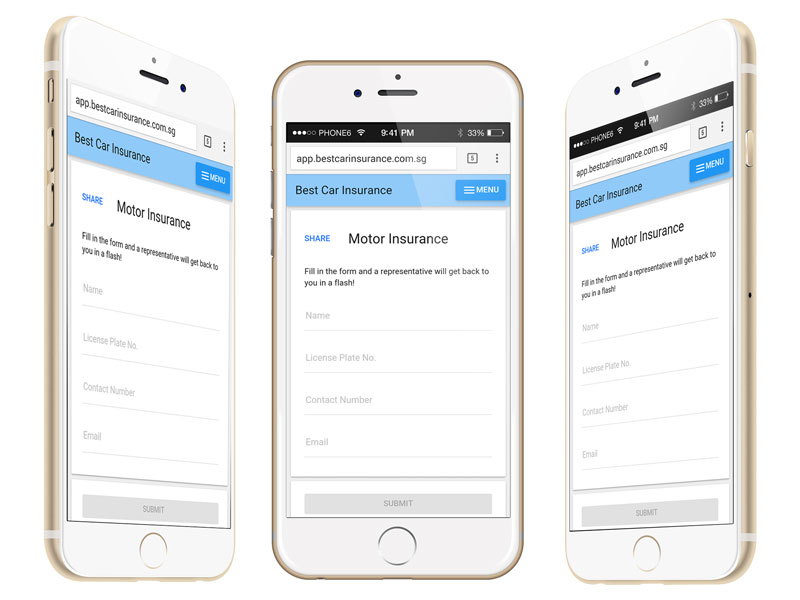 app.bestcarinsurance.com.sg
5
Best Car Insurance
MENU
SHARE
Motor Insurance
Fill in the form and a representative will get back to
you in a flash!
Name
License Plate No.
Contact Number
Email
SUBMIT
PHONE6 9:41 PM 33%
app.bestcarinsurance.com.sg
5
Best Car Insurance
MENU
SHARE
Motor Insurance
Fill in the form and a representative will get back to
you in a flash!
Name
License Plate No.
Contact Number
Email
SUBMIT
PHONE6 9:41 PM 33%
app.bestcarinsurance.com.sg
5
Best Car Insurance
MENU
SHARE
Motor Insurance
Fill in the form and a representative will get back to
you in a flash!
Name
License Plate No.
Contact Number
Email
SUBMIT